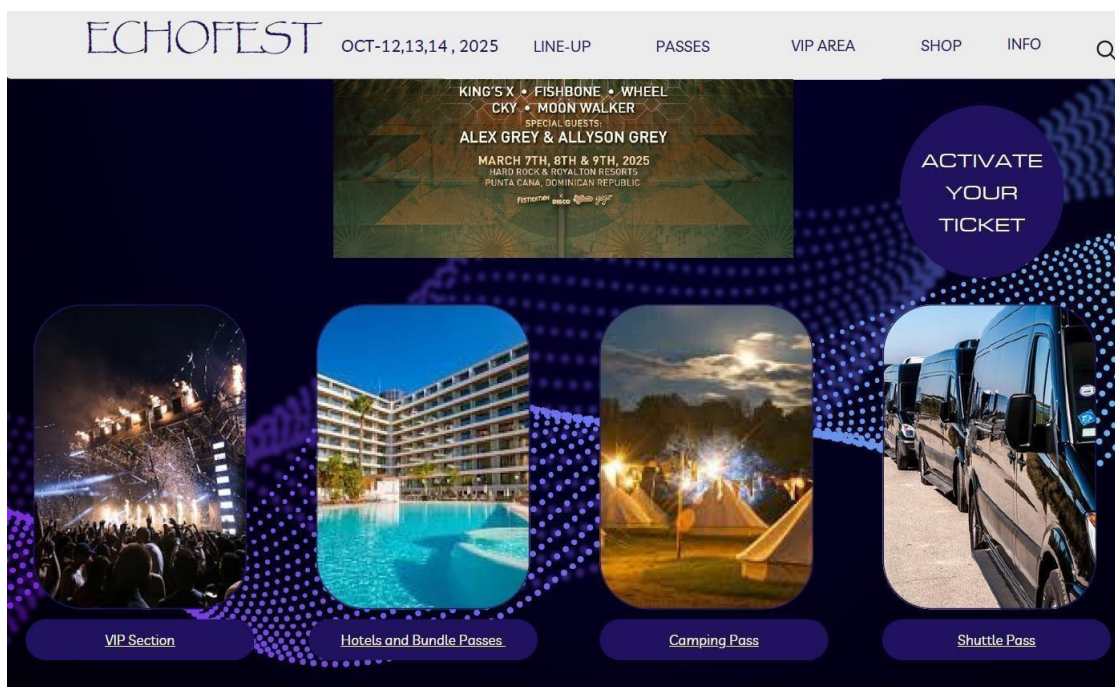 ECHOFEST OCT-12,13,14 , 2025 LINE-UP PASSES VIP AREA SHOP INFO
KING'S X • FISHBONE • WHEEL
CKY • MOON WALKER
SPECIAL GUESTS:
ALEX GREY & ALLYSON GREY
MARCH 7TH, 8TH & 9TH, 2025
HARD ROCK & ROYALTON RESORTS
PUNTA CANA, DOMINICAN REPUBLIC
DISCO
ACTIVATE
YOUR
TICKET
VIP Section
Hotels and Bundle Passes
Camping Pass
Shuttle Pass